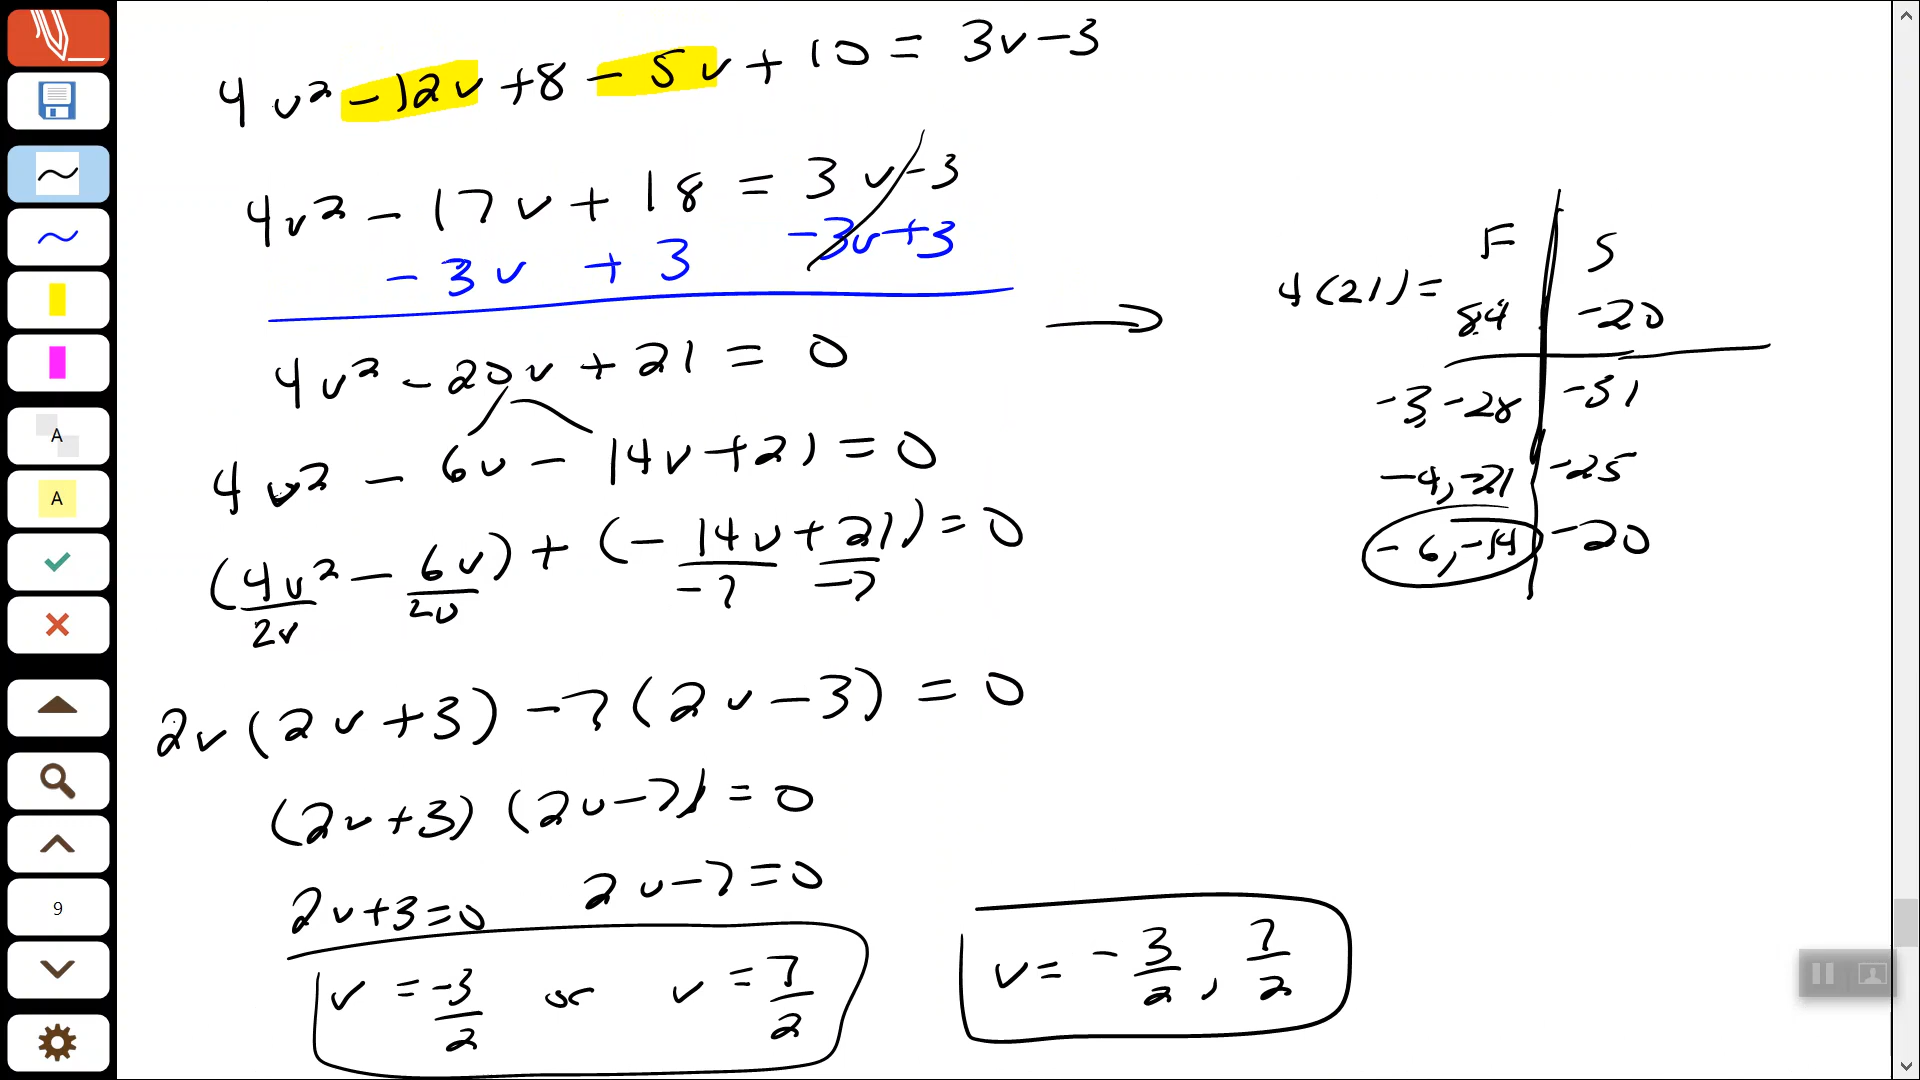 4v² - 12v + 8 - 5v + 10 = 3v - 3
4v² - 17v + 18 = 3v - 3
- 3v + 3 - 3v + 3
4v² - 20v + 21 = 0
4v² - 6v - 14v + 21 = 0
(4v² - 6v) + (- 14v + 21) = 0
2v 2v -7 -7
2v(2v + 3) - 7(2v - 3) = 0
(2v + 3)(2v - 7) = 0
2v + 3 = 0 2v - 7 = 0
v = -3/2 or v = 7/2
v = -3/2, 7/2
F S
4(21) = 84 -20
-3, -28 -31
-4, -21 -25
-6, -14 -20
A
A
9